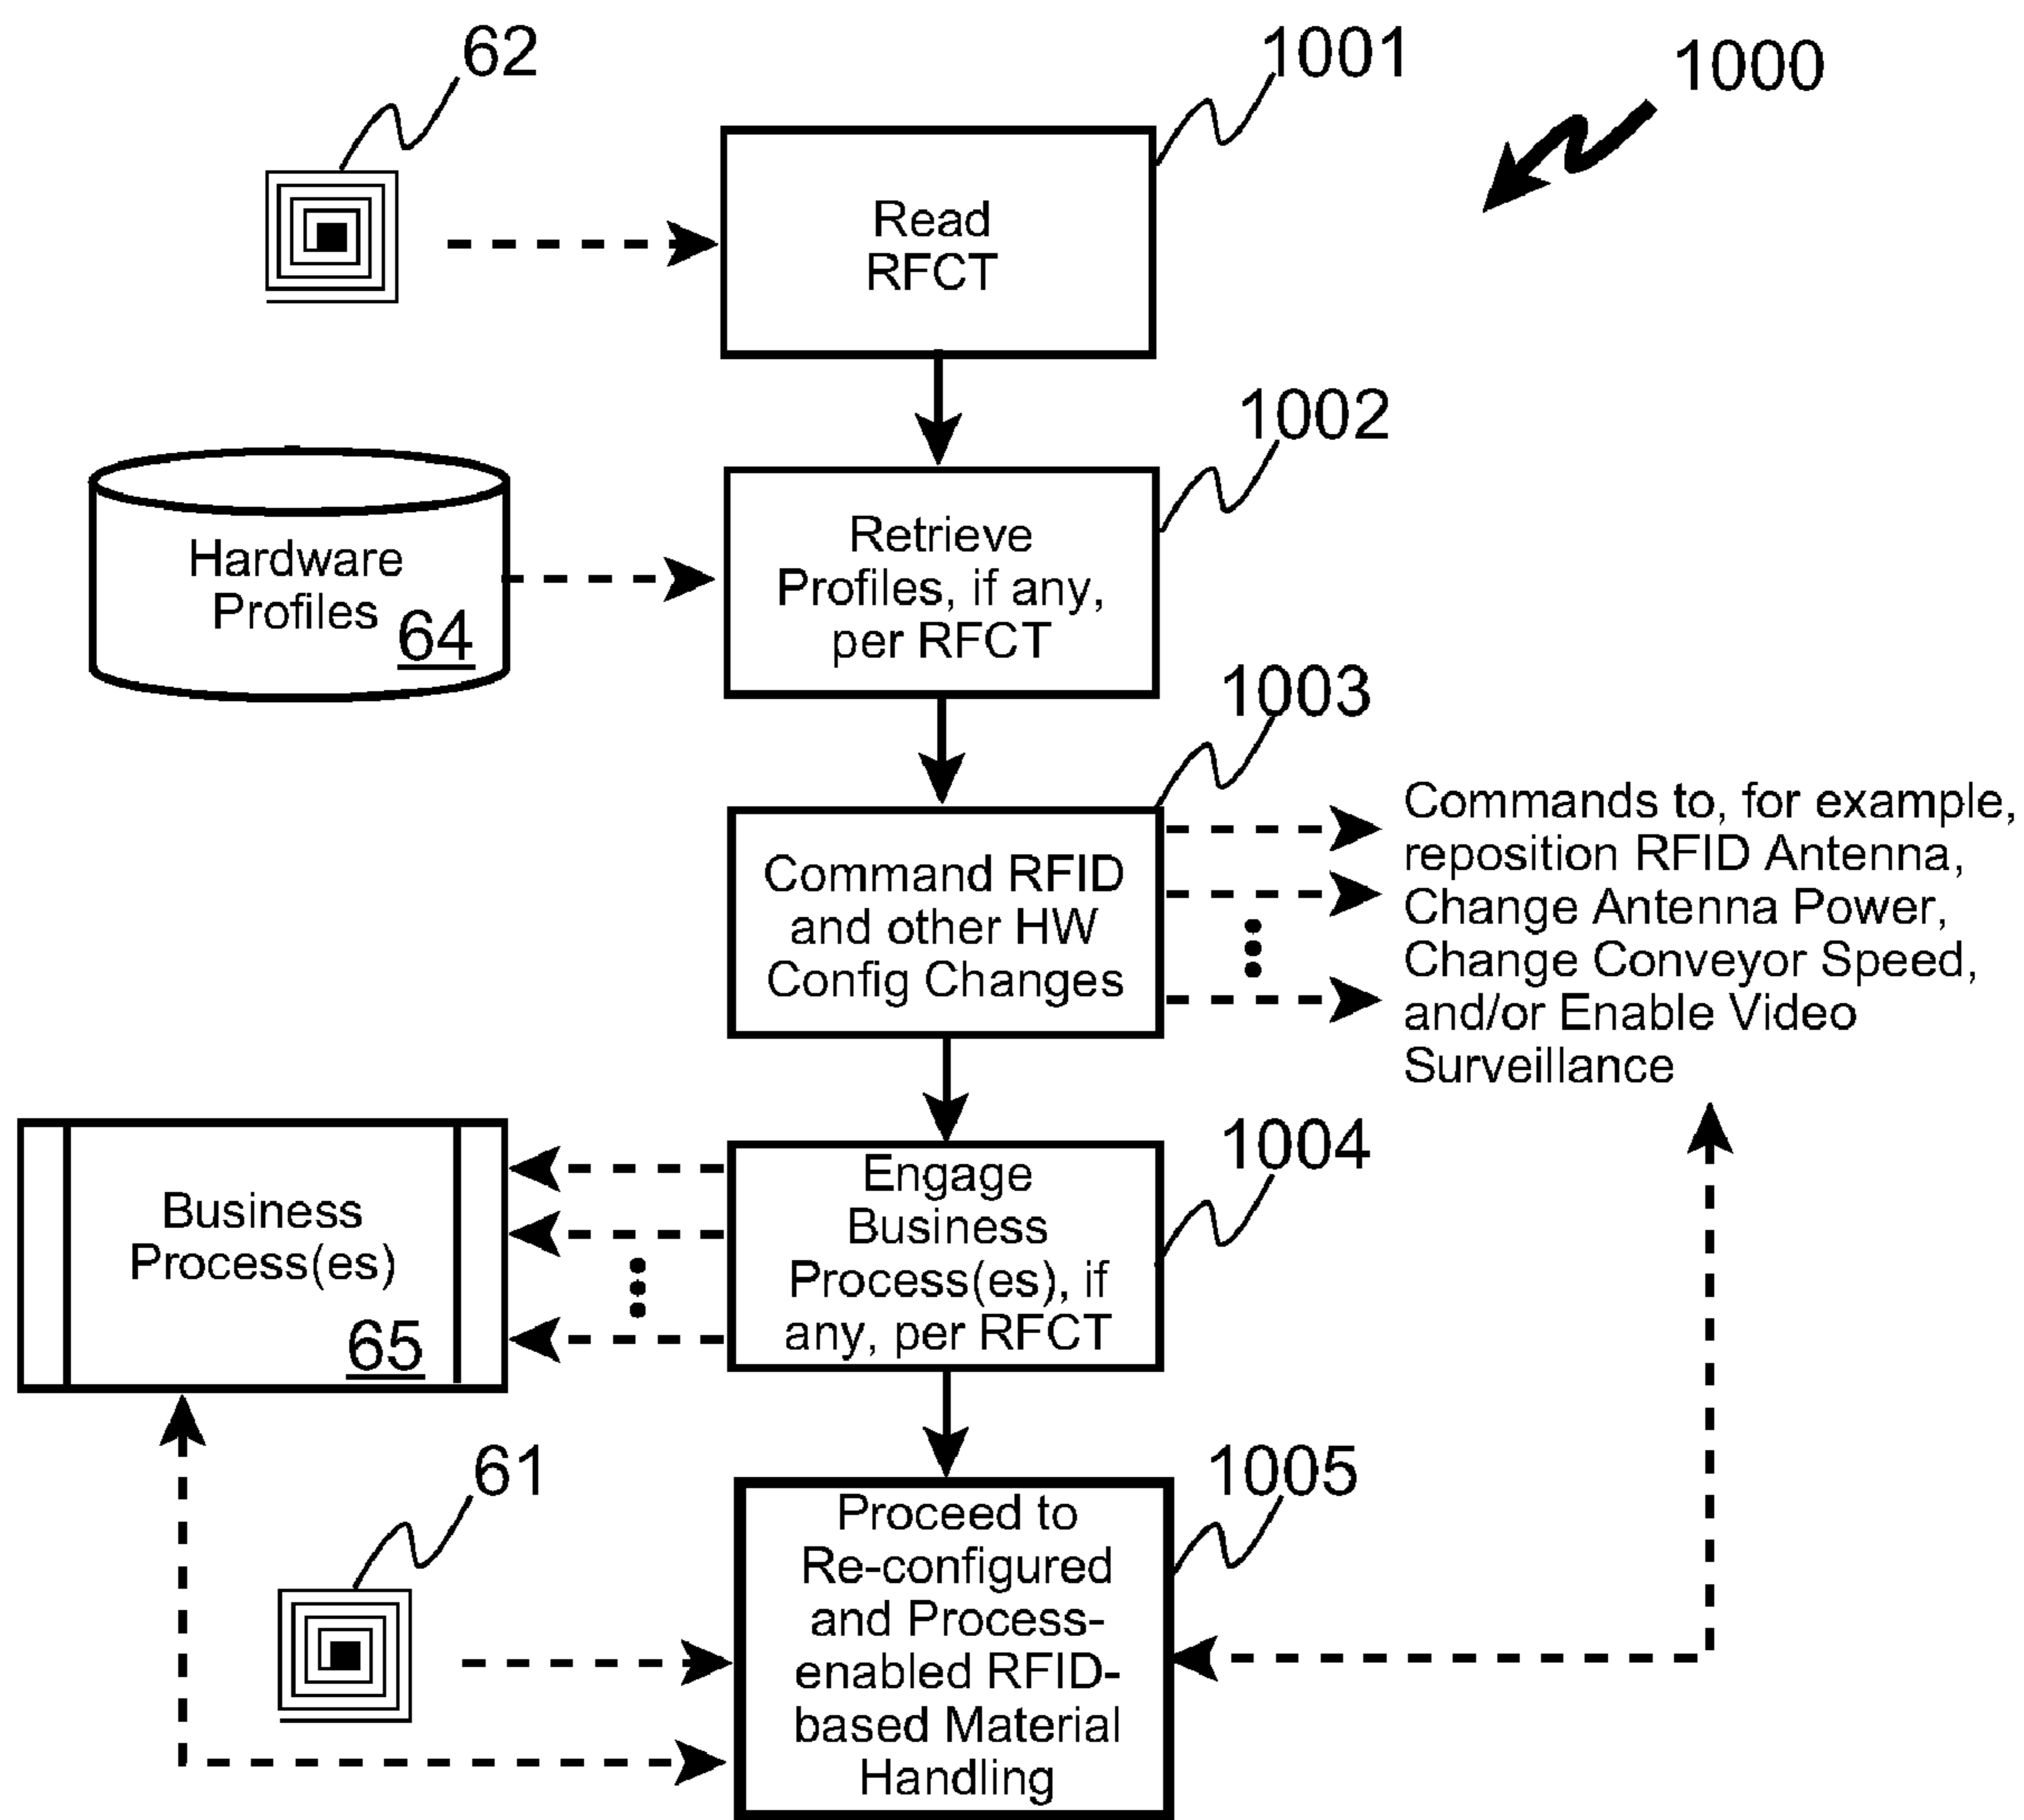 62
1001
1000
Read
RFCT
1002
Hardware
Profiles
64
Retrieve
Profiles, if any,
per RFCT
1003
Command RFID
and other HW
Config Changes
Commands to, for example,
reposition RFID Antenna,
Change Antenna Power,
Change Conveyor Speed,
and/or Enable Video
Surveillance
1004
Business
Process(es)
65
Engage
Business
Process(es), if
any, per RFCT
61
1005
Proceed to
Re-configured
and Process-
enabled RFID-
based Material
Handling